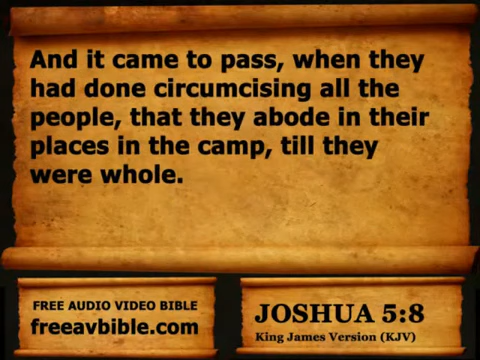 And it came to pass, when they
had done circumcising all the
people, that they abode in their
places in the camp, till they
were whole.
FREE AUDIO VIDEO BIBLE
freeavbible.com
JOSHUA 5:8
King James Version (KJV)